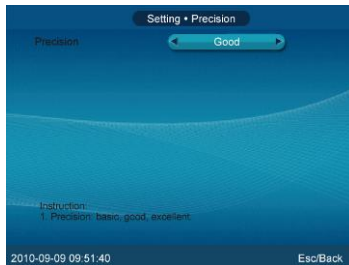 Setting • Precision
Precision Good
Instruction:
1. Precision: basic, good, excellent.
2010-09-09 09:51:40 Esc/Back